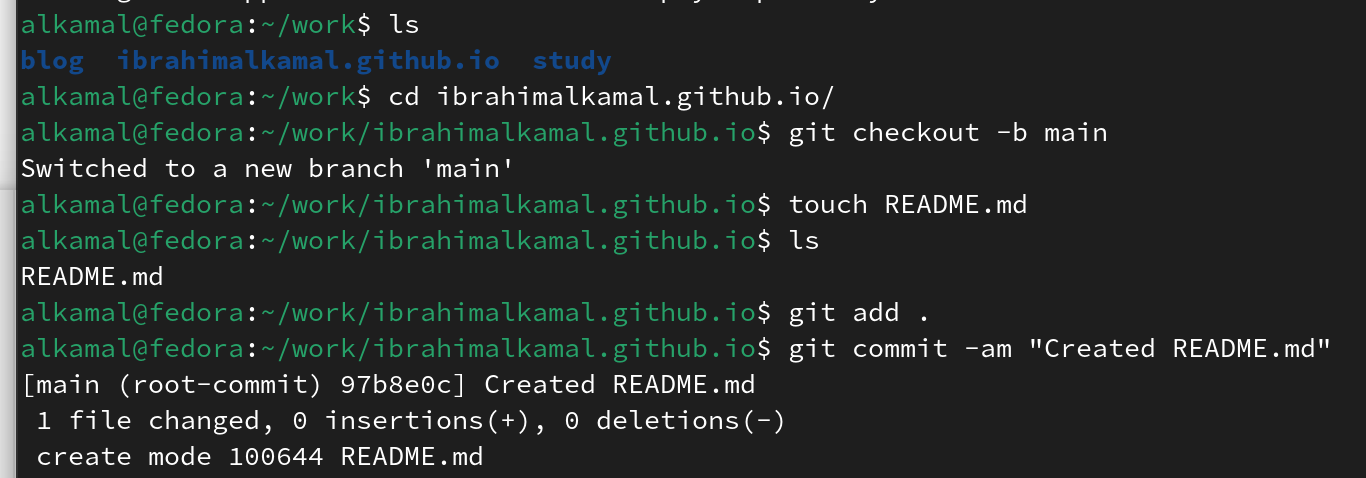 alkamal@fedora:~/work$ ls
blog  ibrahimalkamal.github.io  study
alkamal@fedora:~/work$ cd ibrahimalkamal.github.io/
alkamal@fedora:~/work/ibrahimalkamal.github.io$ git checkout -b main
Switched to a new branch 'main'
alkamal@fedora:~/work/ibrahimalkamal.github.io$ touch README.md
alkamal@fedora:~/work/ibrahimalkamal.github.io$ ls
README.md
alkamal@fedora:~/work/ibrahimalkamal.github.io$ git add .
alkamal@fedora:~/work/ibrahimalkamal.github.io$ git commit -am "Created README.md"
[main (root-commit) 97b8e0c] Created README.md
 1 file changed, 0 insertions(+), 0 deletions(-)
 create mode 100644 README.md